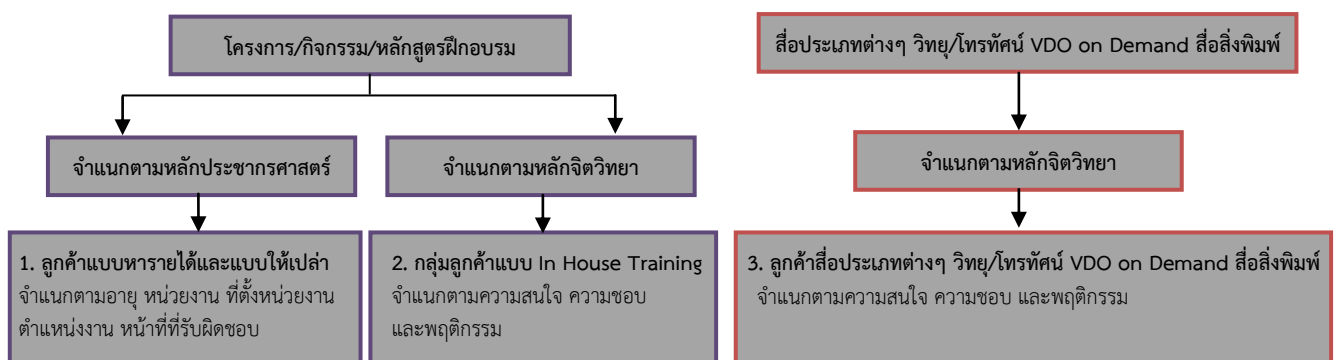 โครงการ/กิจกรรม/หลักสูตรฝึกอบรม
สื่อประเภทต่างๆ วิทยุ/โทรทัศน์ VDO on Demand สื่อสิ่งพิมพ์
จำแนกตามหลักประชากรศาสตร์
จำแนกตามหลักจิตวิทยา
จำแนกตามหลักจิตวิทยา
1. ลูกค้าแบบหารายได้และแบบให้เปล่า
จำแนกตามอายุ หน่วยงาน ที่ตั้งหน่วยงาน
ตำแหน่งงาน หน้าที่ที่รับผิดชอบ
2. กลุ่มลูกค้าแบบ In House Training
จำแนกตามความสนใจ ความชอบ
และพฤติกรรม
3. ลูกค้าสื่อประเภทต่างๆ วิทยุ/โทรทัศน์ VDO on Demand สื่อสิ่งพิมพ์
จำแนกตามความสนใจ ความชอบ และพฤติกรรม